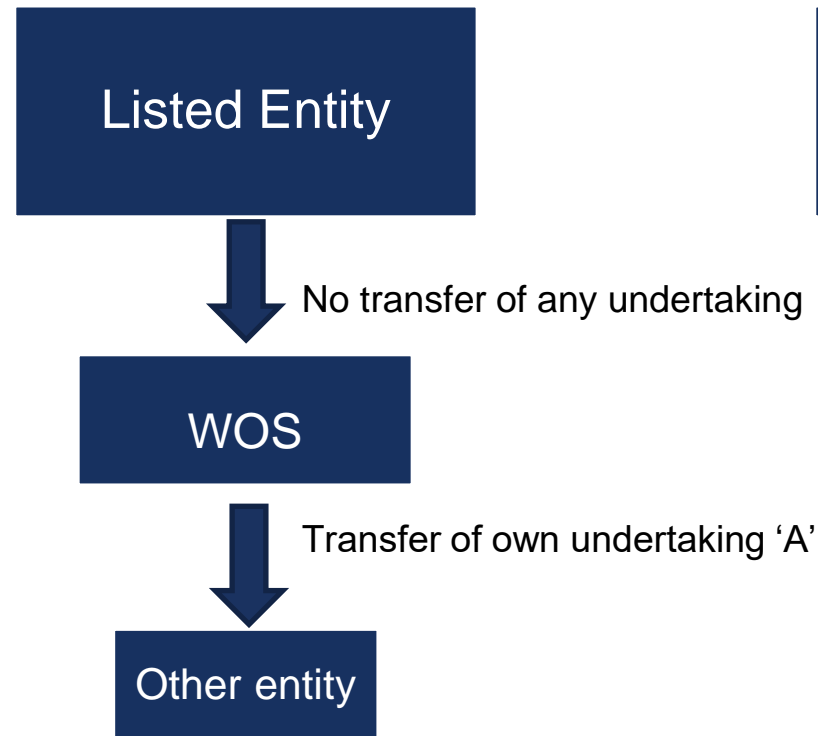 Listed Entity
No transfer of any undertaking
WOS
Transfer of own undertaking ‘A’
Other entity